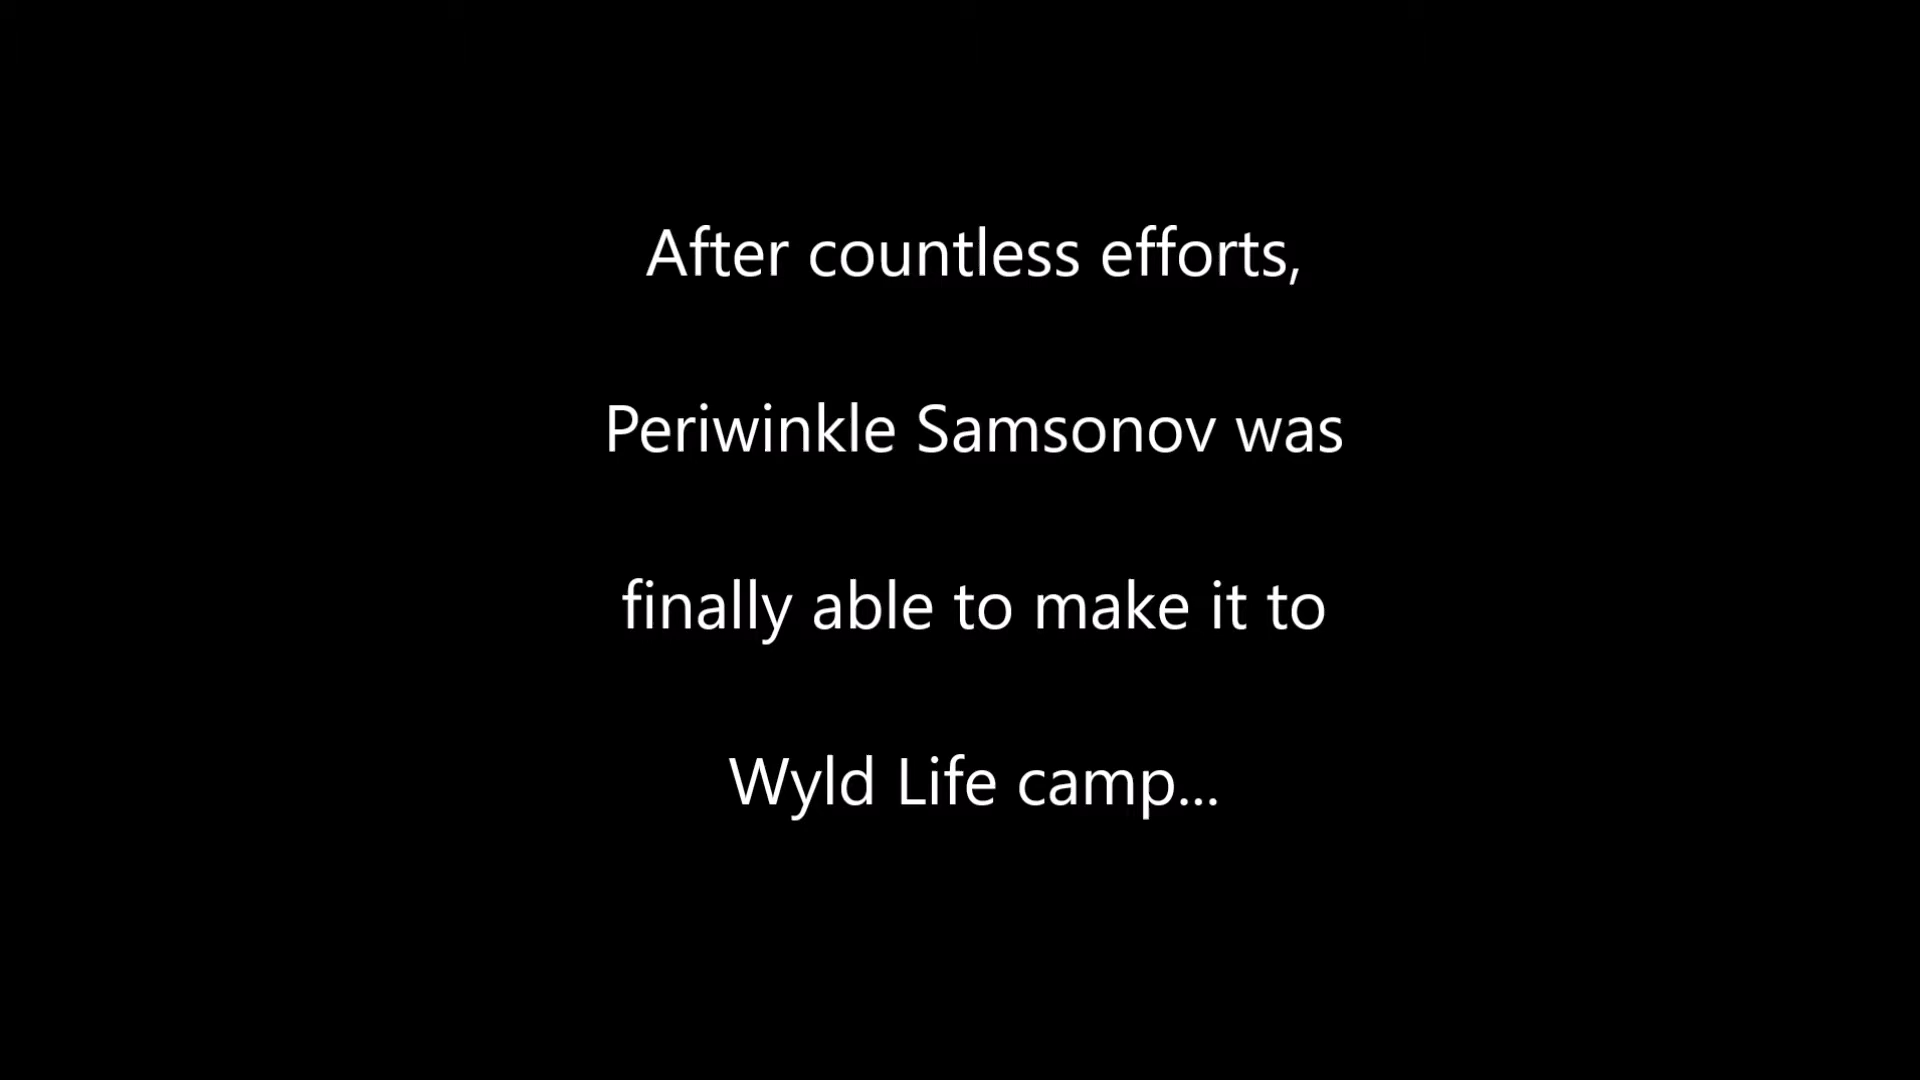 After countless efforts,
Periwinkle Samsonov was
finally able to make it to
Wyld Life camp...